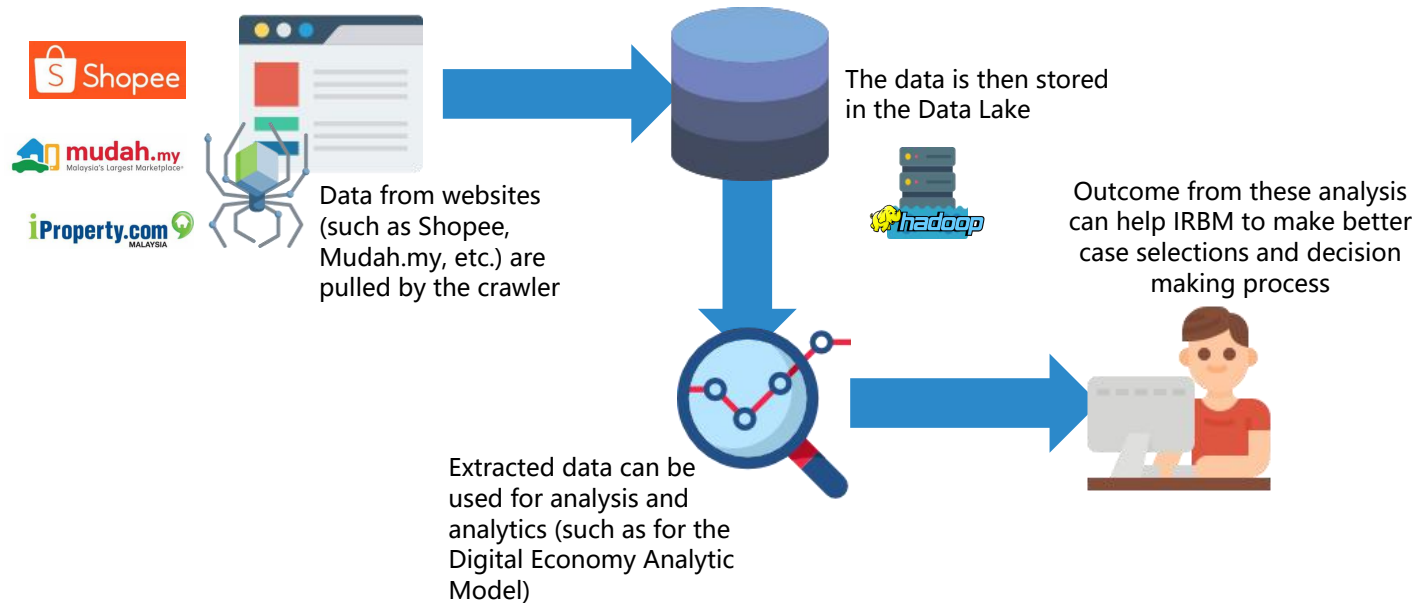 S Shopee
mudah.my
Malaysia's Largest Marketplace
iProperty.com
MALAYSIA
Data from websites
(such as Shopee,
Mudah.my, etc.) are
pulled by the crawler
The data is then stored
in the Data Lake
hadoop
Extracted data can be
used for analysis and
analytics (such as for the
Digital Economy Analytic
Model)
Outcome from these analysis
can help IRBM to make better
case selections and decision
making process